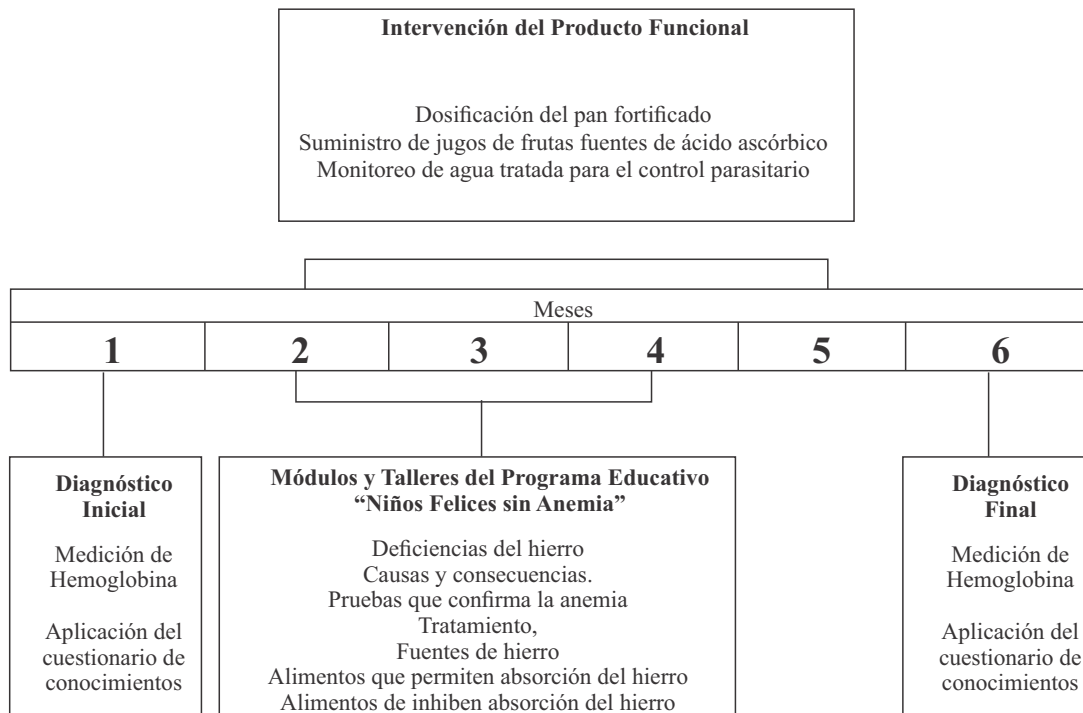 Intervención del Producto Funcional
Dosificación del pan fortificado
Suministro de jugos de frutas fuentes de ácido ascórbico
Monitoreo de agua tratada para el control parasitario
Meses
1 2 3 4 5 6
Diagnóstico
Inicial
Medición de
Hemoglobina
Aplicación del
cuestionario de
conocimientos
Módulos y Talleres del Programa Educativo
“Niños Felices sin Anemia”
Deficiencias del hierro
Causas y consecuencias.
Pruebas que confirma la anemia
Tratamiento,
Fuentes de hierro
Alimentos que permiten absorción del hierro
Alimentos de inhiben absorción del hierro
Diagnóstico
Final
Medición de
Hemoglobina
Aplicación del
cuestionario de
conocimientos